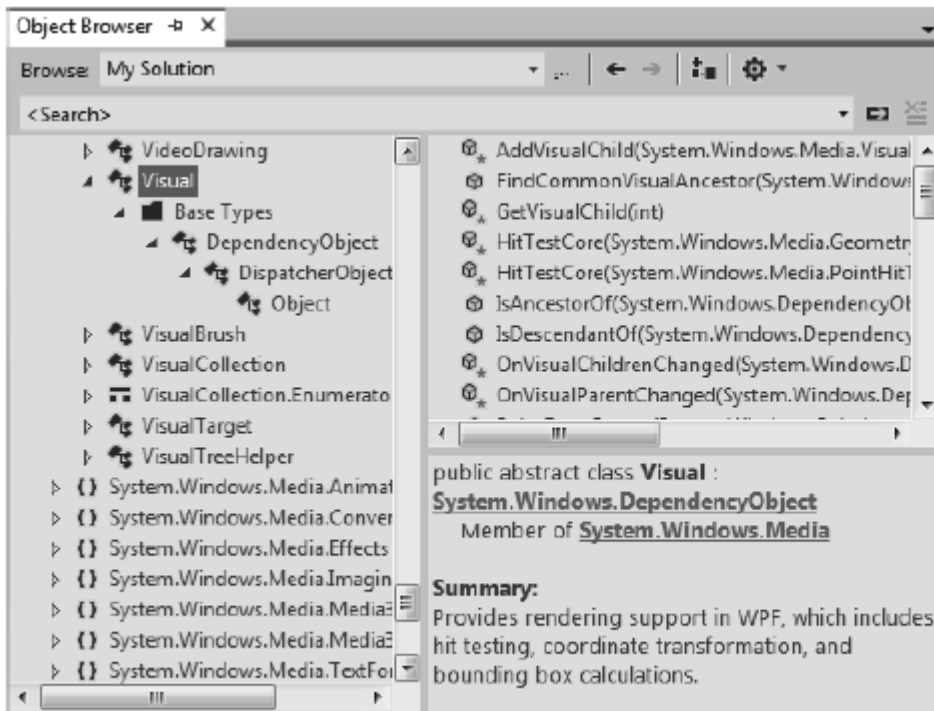 Object Browser
Browse: My Solution
...
<Search>
VideoDrawing
Visual
Base Types
DependencyObject
DispatcherObject
Object
VisualBrush
VisualCollection
VisualCollection.Enumerato
VisualTarget
VisualTreeHelper
{} System.Windows.Media.Animat
{} System.Windows.Media.Conver
{} System.Windows.Media.Effects
{} System.Windows.Media.Imagin
{} System.Windows.Media.Media3
{} System.Windows.Media.Media3
{} System.Windows.Media.TextFor
AddVisualChild(System.Windows.Media.Visual
FindCommonVisualAncestor(System.Windows
GetVisualChild(int)
HitTestCore(System.Windows.Media.Geometry
HitTestCore(System.Windows.Media.PointHitT
IsAncestorOf(System.Windows.DependencyOb
IsDescendantOf(System.Windows.Dependency
OnVisualChildrenChanged(System.Windows.D
OnVisualParentChanged(System.Windows.Dep
public abstract class Visual :
System.Windows.DependencyObject
Member of System.Windows.Media
Summary:
Provides rendering support in WPF, which includes
hit testing, coordinate transformation, and
bounding box calculations.